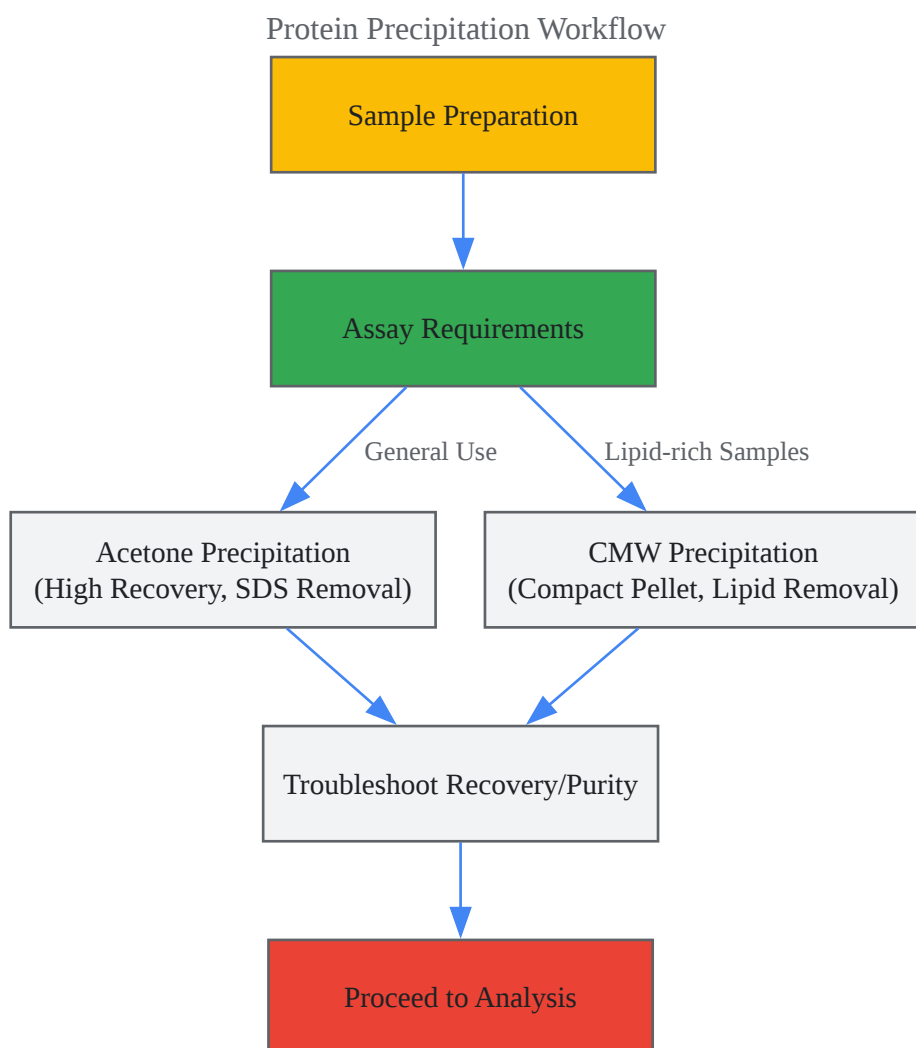 Protein Precipitation Workflow
Sample Preparation
Assay Requirements
General Use
Lipid-rich Samples
Acetone Precipitation
(High Recovery, SDS Removal)
CMW Precipitation
(Compact Pellet, Lipid Removal)
Troubleshoot Recovery/Purity
Proceed to Analysis